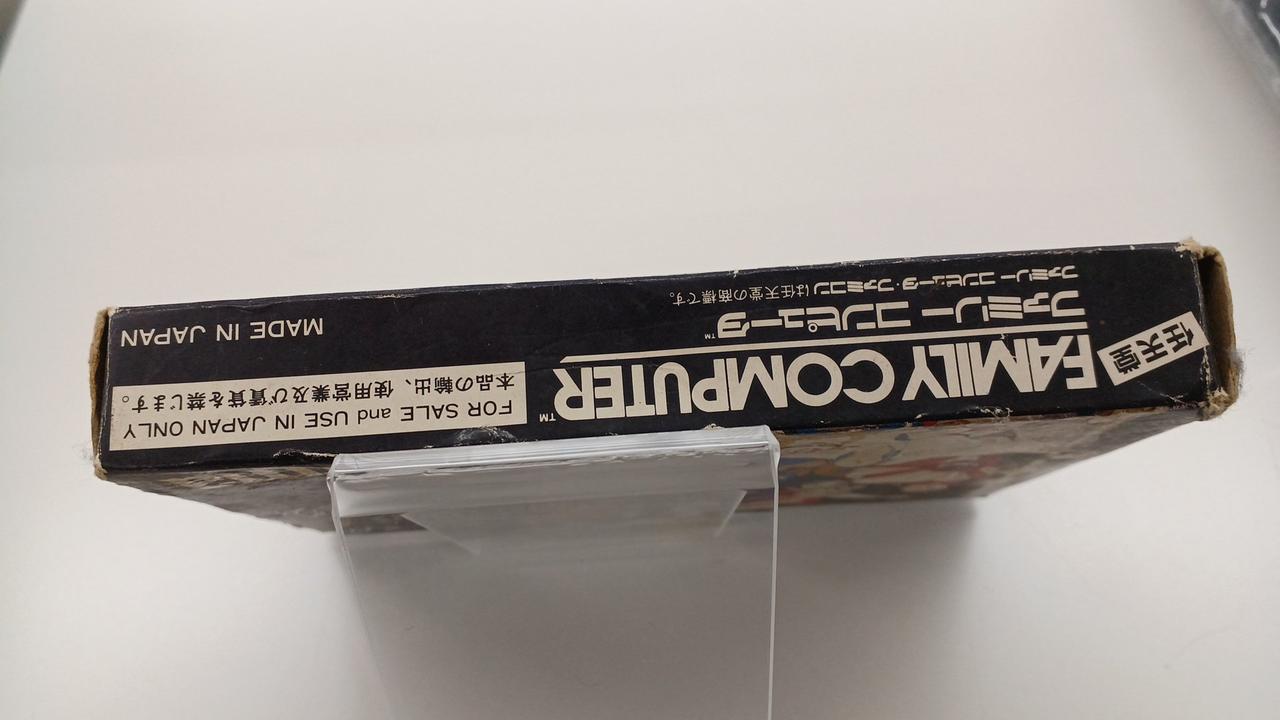 任天堂
FAMILY COMPUTER™
ファミリー コンピュータ™
ファミリー コンピュータ・ファミコン は任天堂の商標です。
FOR SALE and USE IN JAPAN ONLY
本品の輸出、使用営業及び賃貸を禁じます。
MADE IN JAPAN